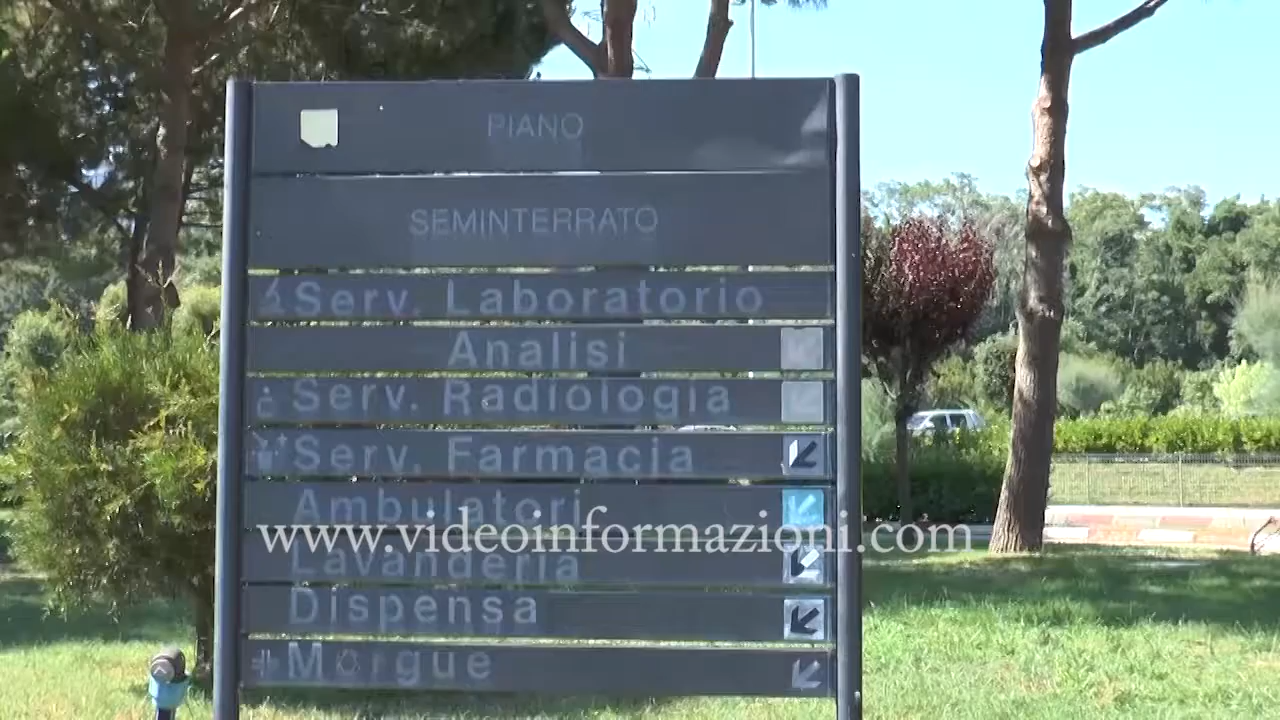 PIANO
SEMINTERRATO
Serv. Laboratorio
Analisi
Serv. Radiologia
Serv. Farmacia
Ambulatori
www.videoinformazioni.com
Lavanderia
Dispensa
Morgue